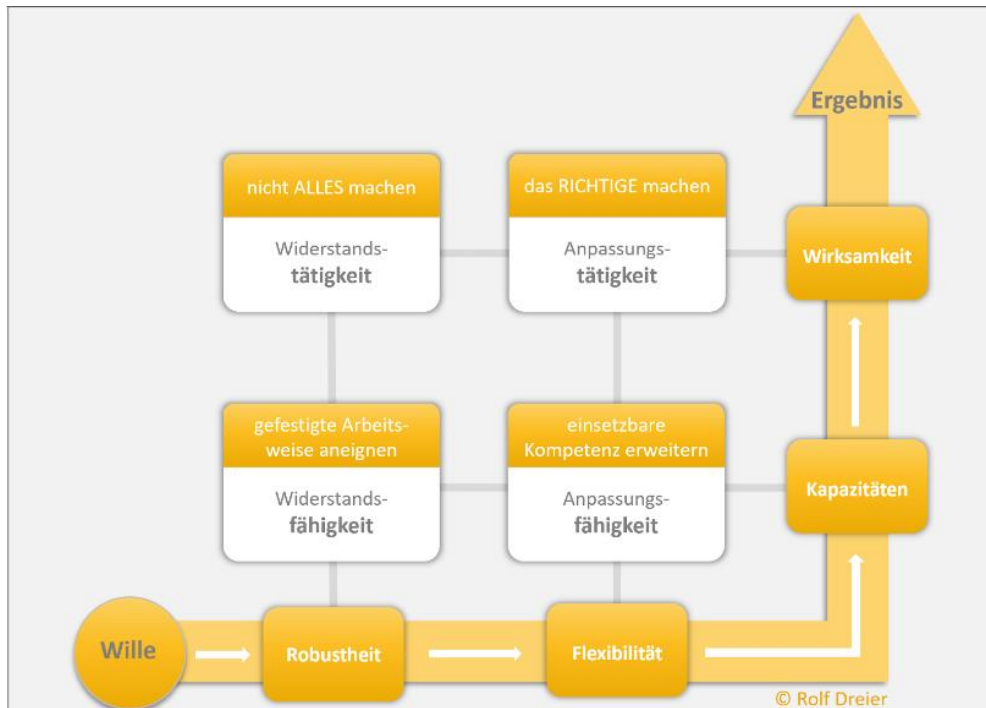 Ergebnis
nicht ALLES machen
Widerstands-
tätigkeit
das RICHTIGE machen
Anpassungs-
tätigkeit
Wirksamkeit
gefestigte Arbeits-
weise aneignen
Widerstands-
fähigkeit
einsetzbare
Kompetenz erweitern
Anpassungs-
fähigkeit
Kapazitäten
Wille
Robustheit
Flexibilität
© Rolf Dreier